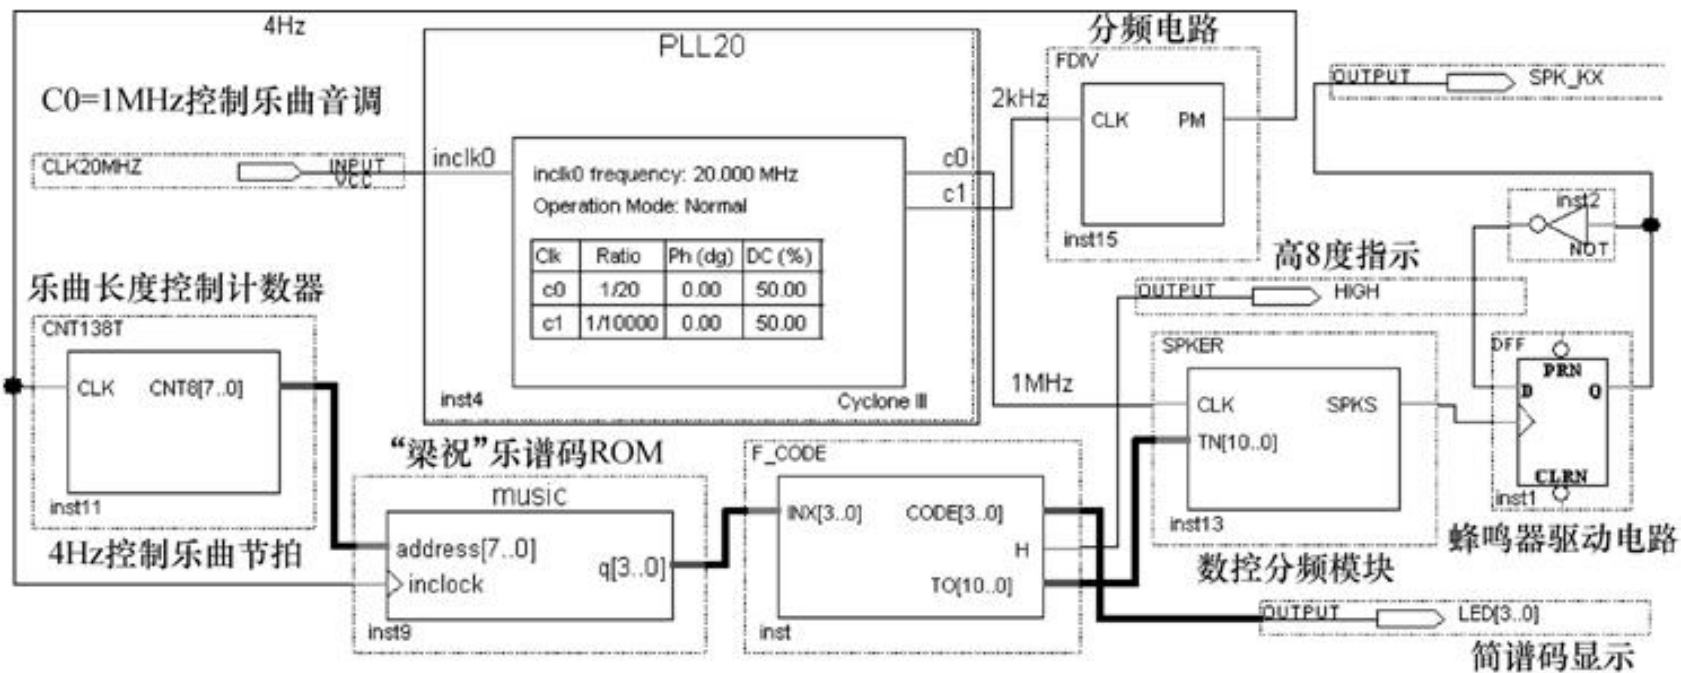 4Hz
C0=1MHz控制乐曲音调
CLK20MHZ
INPUT
VCC
PLL20
inclk0
inclk0 frequency: 20.000 MHz
Operation Mode: Normal
Clk Ratio Ph (dg) DC (%)
c0 1/20 0.00 50.00
c1 1/10000 0.00 50.00
c0
c1
inst4
Cyclone III
2kHz
分频电路
FDIV
CLK PM
inst15
OUTPUT SPK_KX
inst2
NOT
高8度指示
OUTPUT HIGH
乐曲长度控制计数器
CNT138T
CLK CNT8[7..0]
inst11
4Hz控制乐曲节拍
“梁祝”乐谱码ROM
music
address[7..0]
q[3..0]
inclock
inst9
F_CODE
INX[3..0] CODE[3..0]
H
TO[10..0]
inst
1MHz
SPKER
CLK SPKS
TN[10..0]
inst13
数控分频模块
DFF
PRN
D Q
CLRN
inst1
蜂鸣器驱动电路
OUTPUT LED[3..0]
简谱码显示